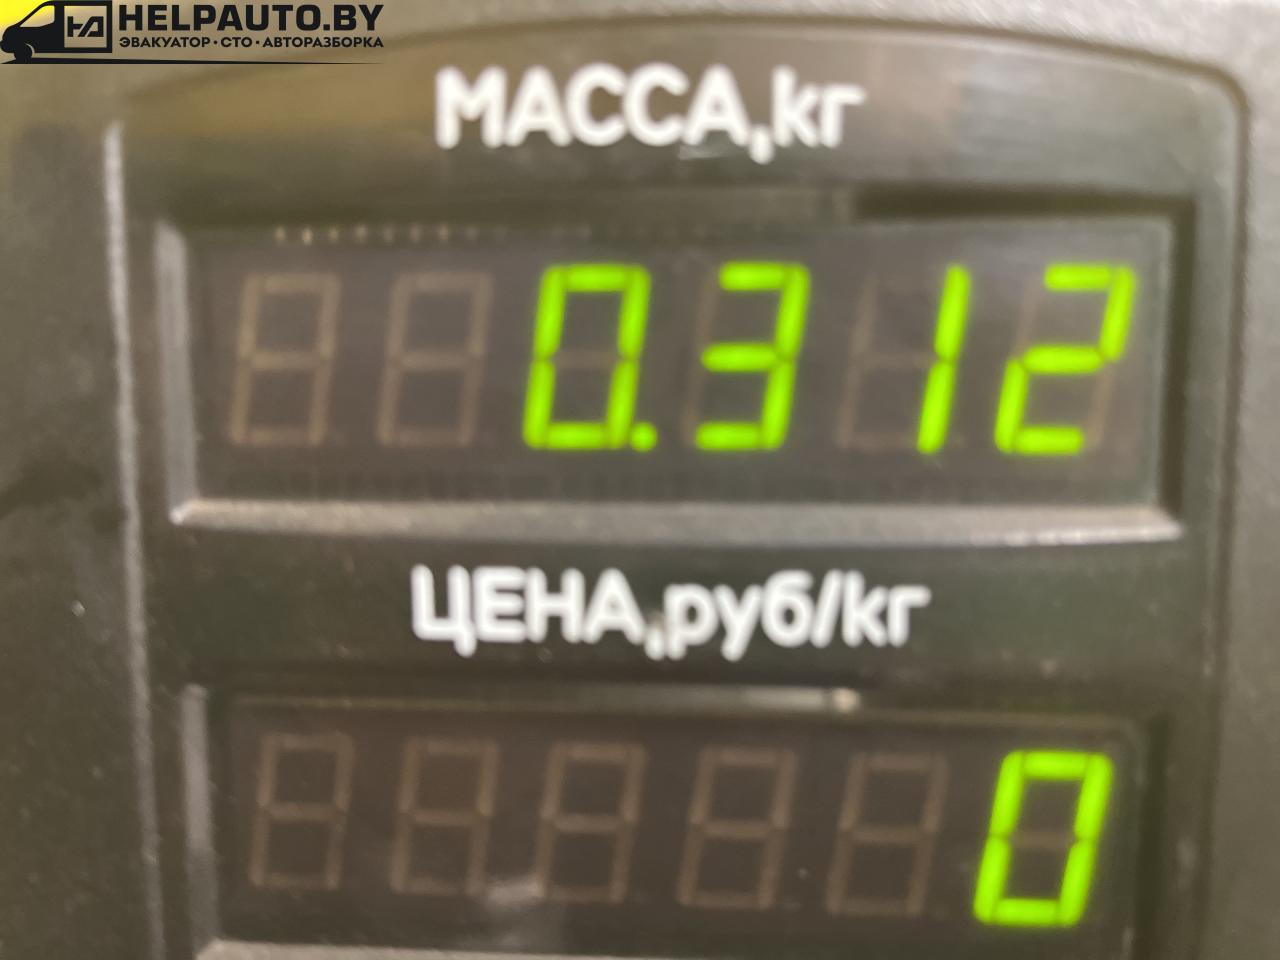 HELPAUTO.BY
ЭВАКУАТОР · СТО · АВТОРАЗБОРКА
МАССА,кг
0.312
ЦЕНА,руб/кг
0